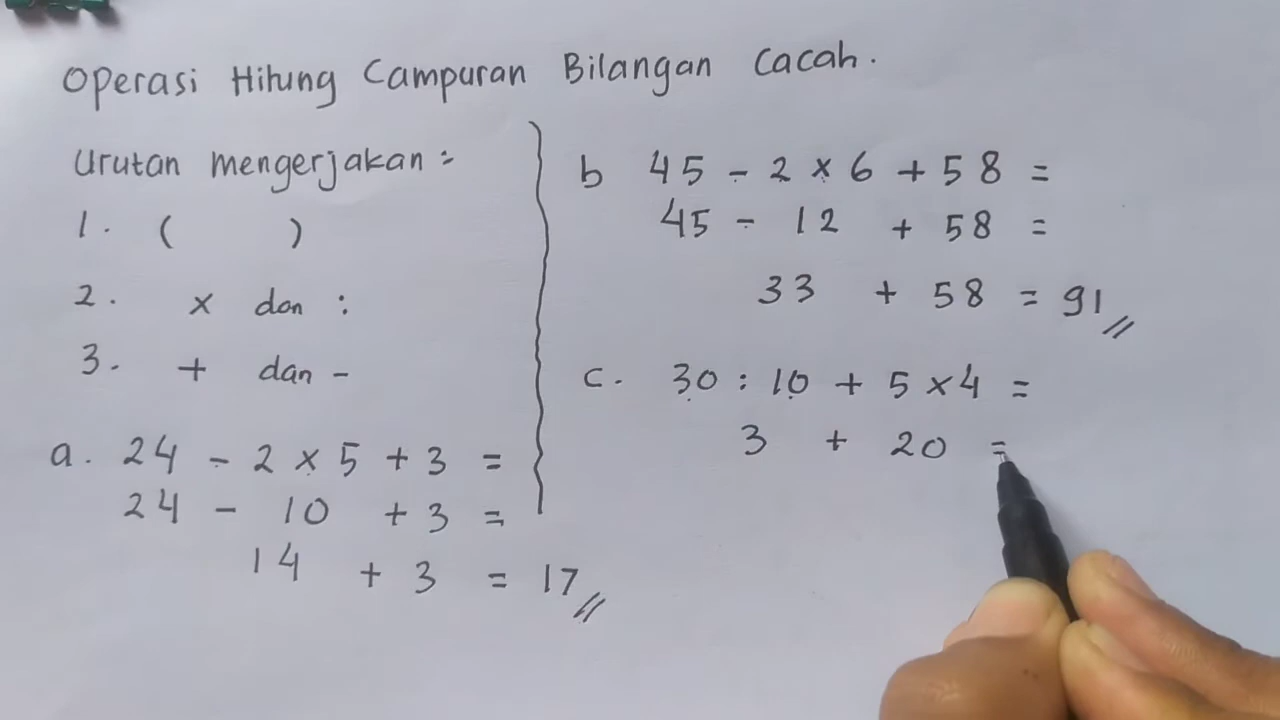 Operasi Hitung Campuran Bilangan Cacah.
Urutan mengerjakan :
1. ( )
2. × dan :
3. + dan -
a. 24 - 2 × 5 + 3 =
24 - 10 + 3 =
14 + 3 = 17 //
b 45 - 2 × 6 + 58 =
45 - 12 + 58 =
33 + 58 = 91 //
c. 30 : 10 + 5 × 4 =
3 + 20 =